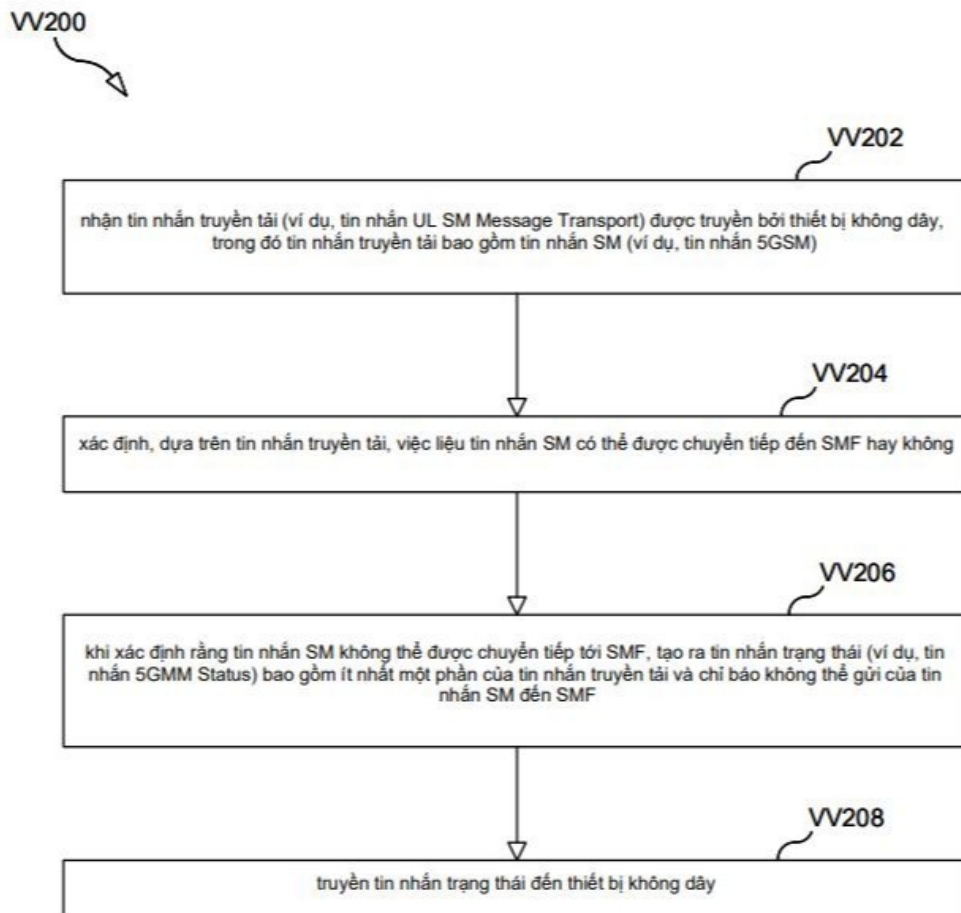 VV200
VV202
nhận tin nhắn truyền tải (ví dụ, tin nhắn UL SM Message Transport) được truyền bởi thiết bị không dây,
trong đó tin nhắn truyền tải bao gồm tin nhắn SM (ví dụ, tin nhắn 5GSM)
VV204
xác định, dựa trên tin nhắn truyền tải, việc liệu tin nhắn SM có thể được chuyển tiếp đến SMF hay không
VV206
khi xác định rằng tin nhắn SM không thể được chuyển tiếp tới SMF, tạo ra tin nhắn trạng thái (ví dụ, tin
nhắn 5GMM Status) bao gồm ít nhất một phần của tin nhắn truyền tải và chỉ báo không thể gửi của tin
nhắn SM đến SMF
VV208
truyền tin nhắn trạng thái đến thiết bị không dây